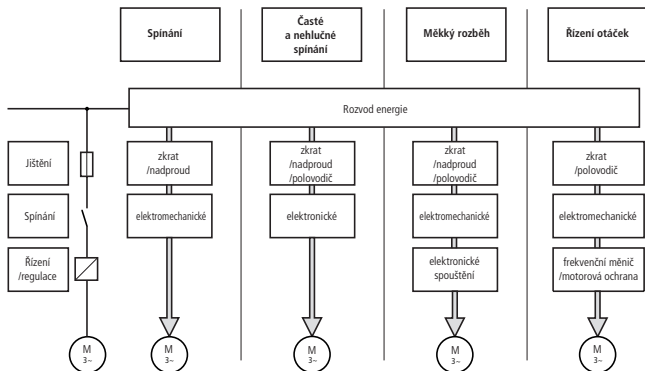 Spínání
Časté
a nehlučné
spínání
Měkký rozběh
Řízení otáček
Rozvod energie
Jištění
zkrat
/nadproud
zkrat
/nadproud
/polovodič
zkrat
/nadproud
/polovodič
zkrat
/polovodič
Spínání
elektromechanické
elektronické
elektromechanické
elektromechanické
Řízení
/regulace
elektronické
spouštění
frekvenční měnič
/motorová ochrana
M
3~
M
3~
M
3~
M
3~
M
3~